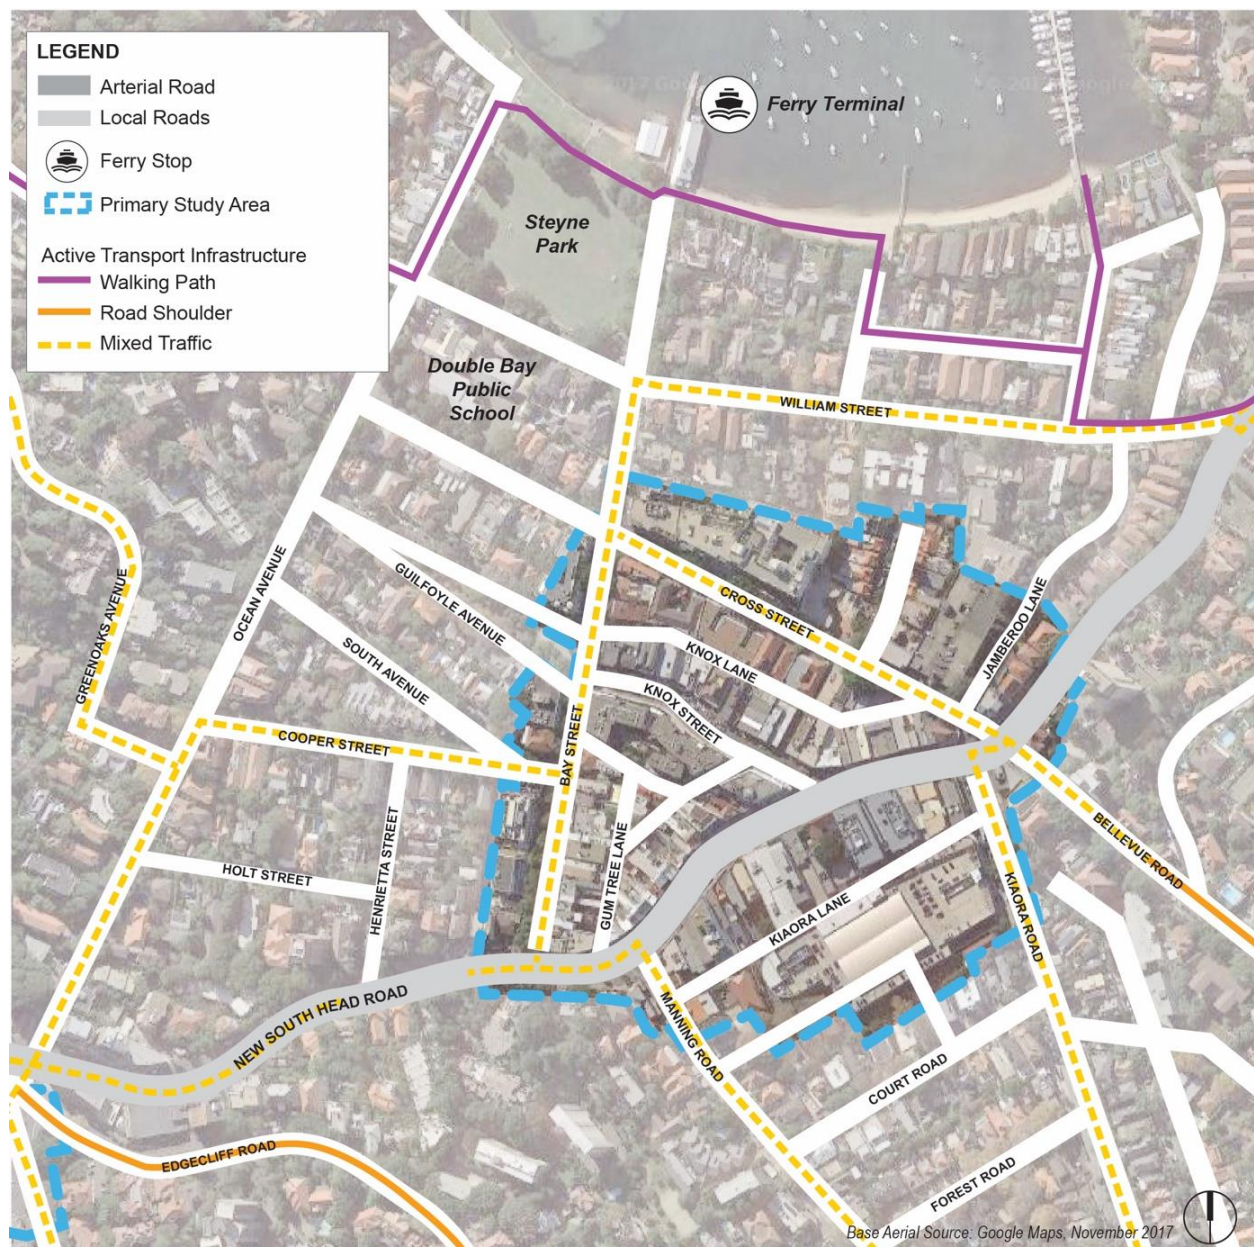 LEGEND
Arterial Road
Local Roads
Ferry Stop
Primary Study Area
Active Transport Infrastructure
Walking Path
Road Shoulder
Mixed Traffic
Ferry Terminal
Steyne
Park
Double Bay
Public
School
WILLIAM STREET
GREENOAKS AVENUE
OCEAN AVENUE
GUILFOYLE AVENUE
SOUTH AVENUE
CROSS STREET
JAMBEROO LANE
KNOX LANE
KNOX STREET
COOPER STREET
BAY STREET
HOLT STREET
HENRIETTA STREET
GUM TREE LANE
BELLEVUE ROAD
KIAORA LANE
KIAORA ROAD
NEW SOUTH HEAD ROAD
MANNING ROAD
COURT ROAD
EDGECLIFF ROAD
FOREST ROAD
Base Aerial Source: Google Maps, November 2017